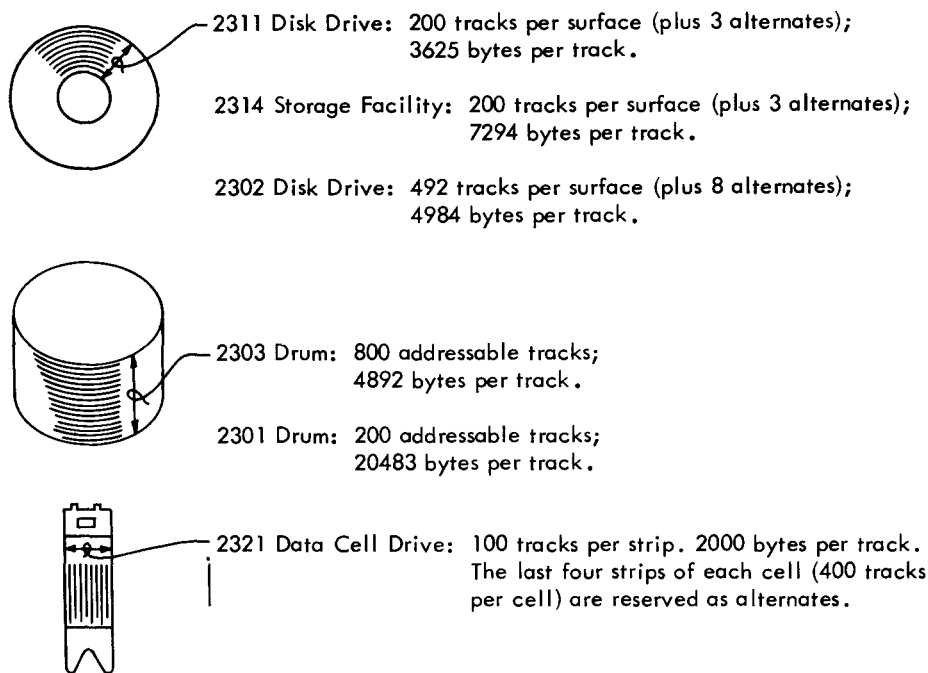 2311 Disk Drive: 200 tracks per surface (plus 3 alternates);
3625 bytes per track.
2314 Storage Facility: 200 tracks per surface (plus 3 alternates);
7294 bytes per track.
2302 Disk Drive: 492 tracks per surface (plus 8 alternates);
4984 bytes per track.
2303 Drum: 800 addressable tracks;
4892 bytes per track.
2301 Drum: 200 addressable tracks;
20483 bytes per track.
2321 Data Cell Drive: 100 tracks per strip. 2000 bytes per track.
The last four strips of each cell (400 tracks
per cell) are reserved as alternates.